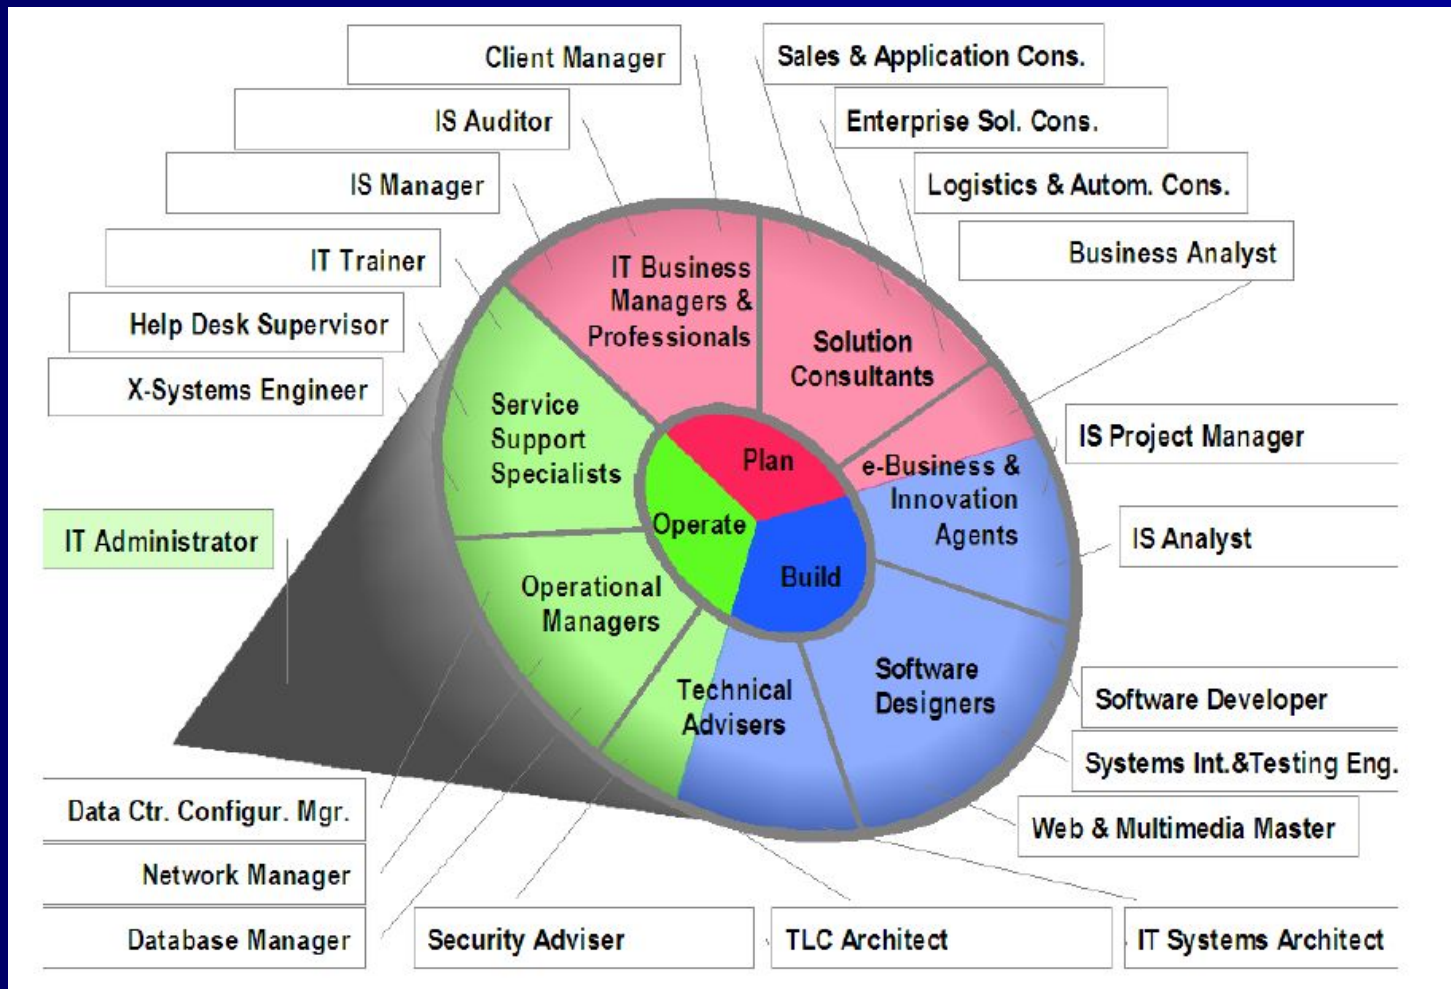 Client Manager
Sales & Application Cons.
IS Auditor
Enterprise Sol. Cons.
IS Manager
Logistics & Autom. Cons.
IT Trainer
Business Analyst
Help Desk Supervisor
X-Systems Engineer
IT Business
Managers &
Professionals
Solution
Consultants
Service
Support
Specialists
Plan
IS Project Manager
e-Business &
Innovation
Agents
Operate
IT Administrator
IS Analyst
Build
Operational
Managers
Technical
Advisers
Software
Designers
Software Developer
Systems Int.&Testing Eng.
Data Ctr. Configur. Mgr.
Web & Multimedia Master
Network Manager
Database Manager
Security Adviser
TLC Architect
IT Systems Architect